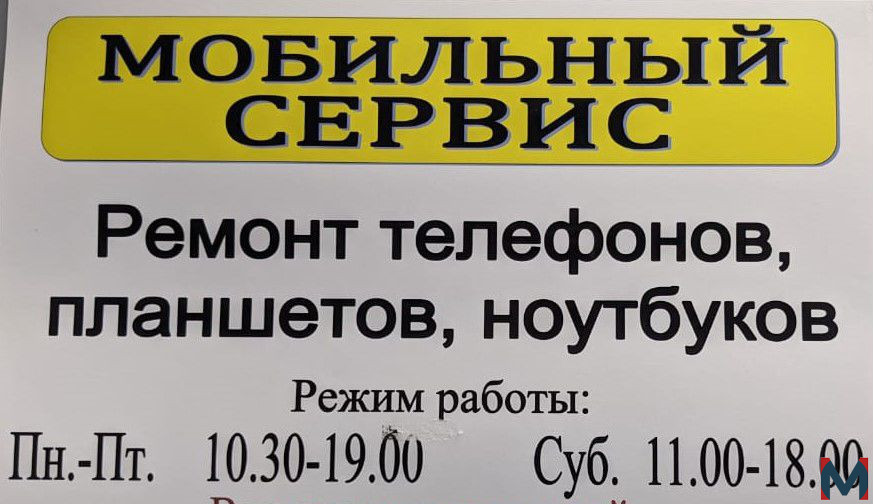 МОБИЛЬНЫЙ
СЕРВИС
Ремонт телефонов,
планшетов, ноутбуков
Режим работы:
Пн.-Пт. 10.30-19.00 Суб. 11.00-18.00